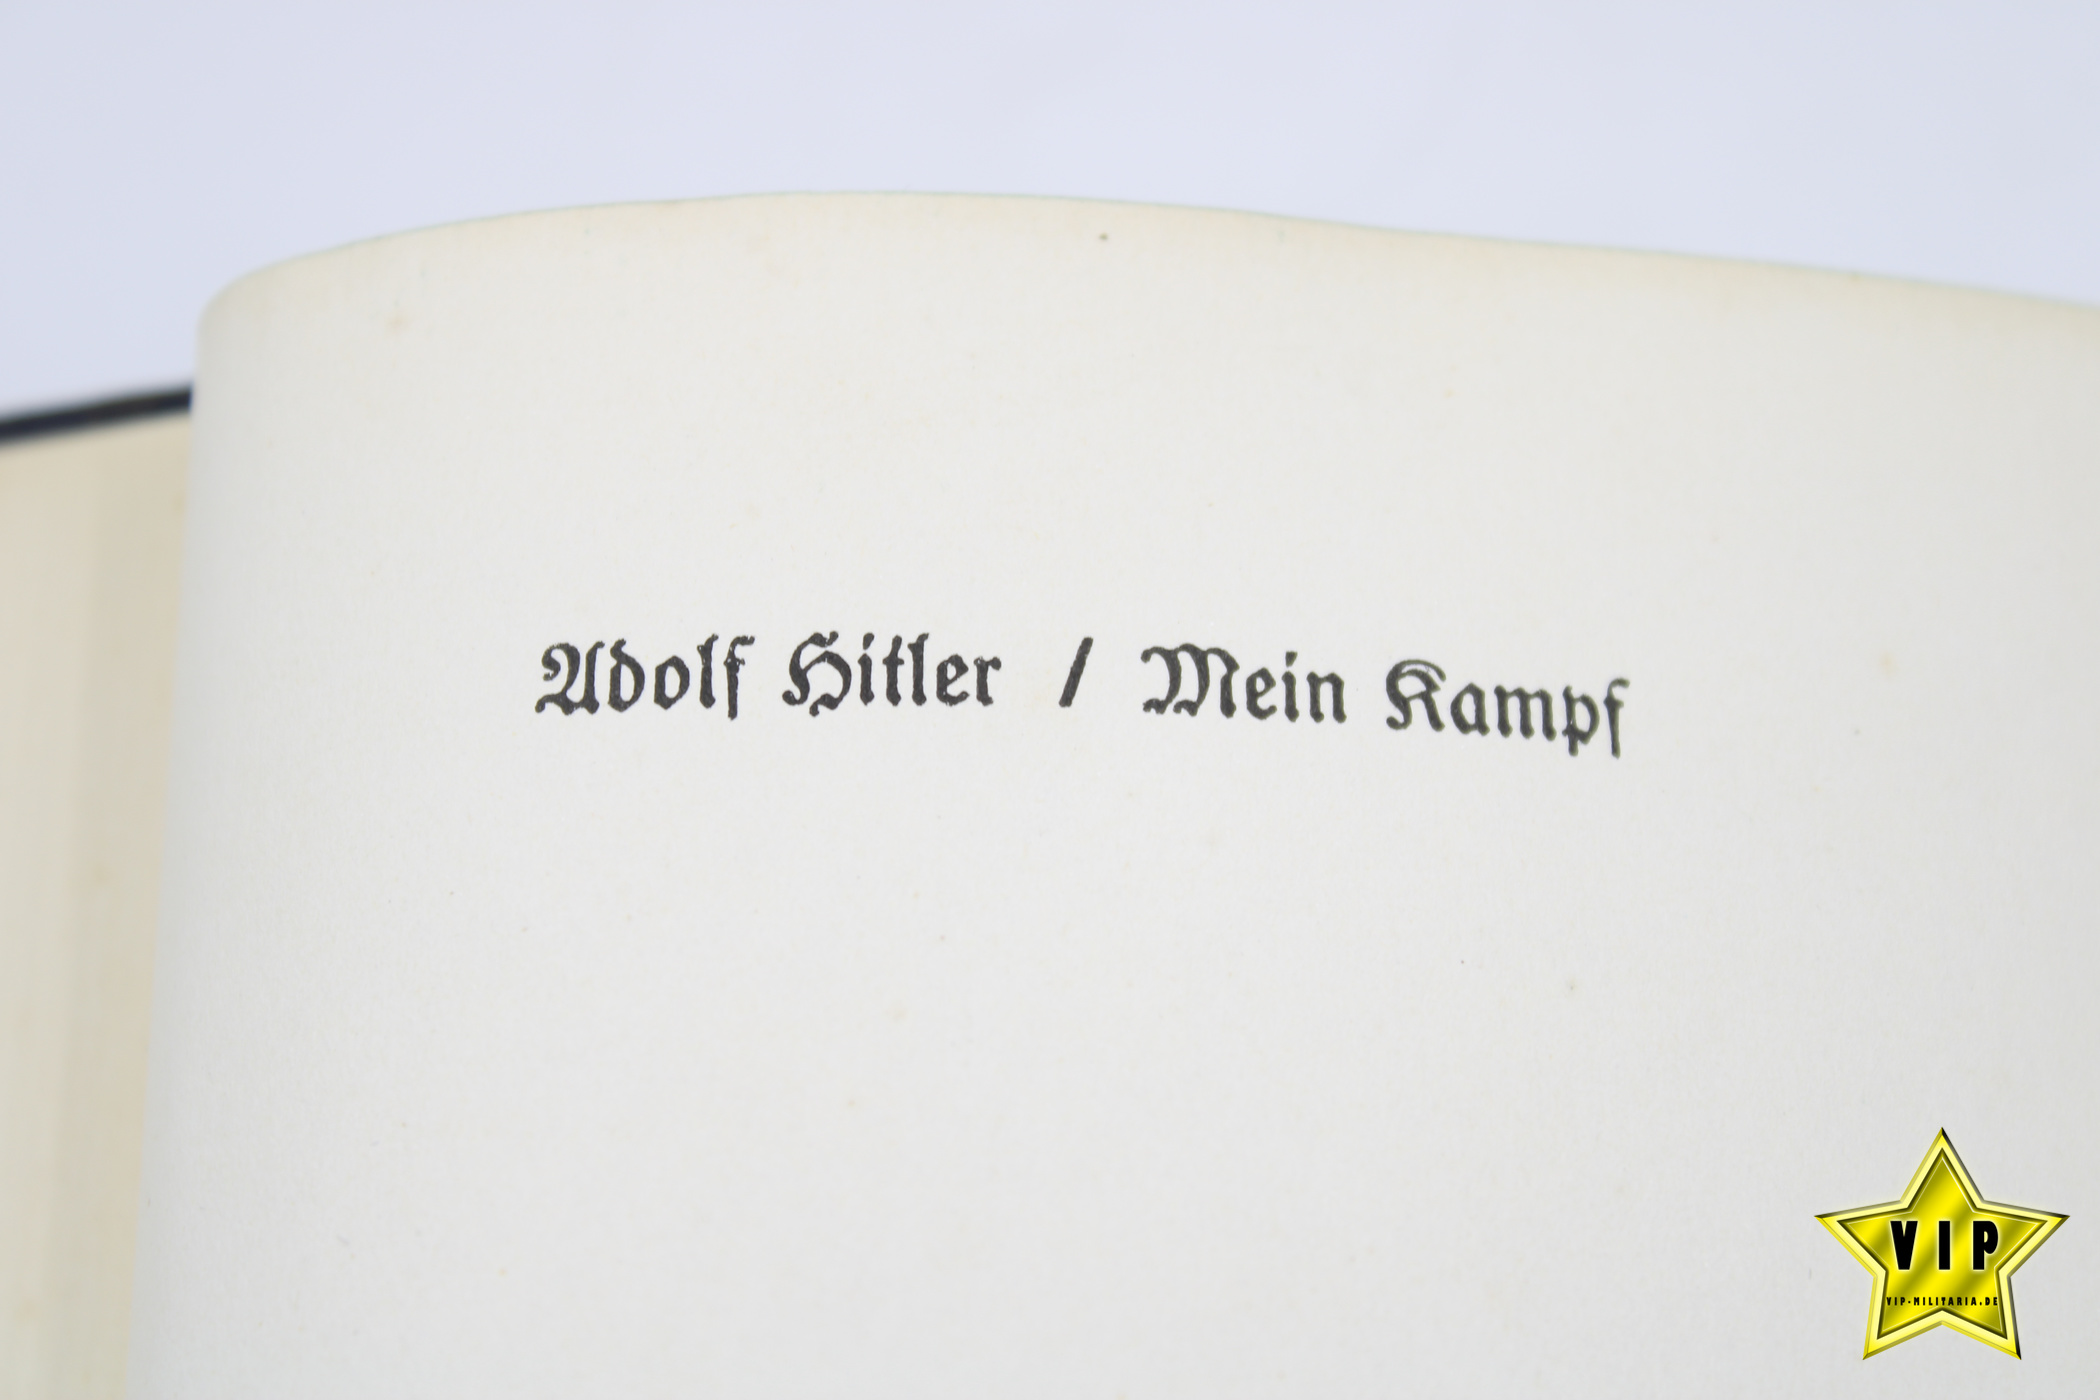 Adolf Hitler / Mein Kampf
VIP
VIP-MILITARIA.DE